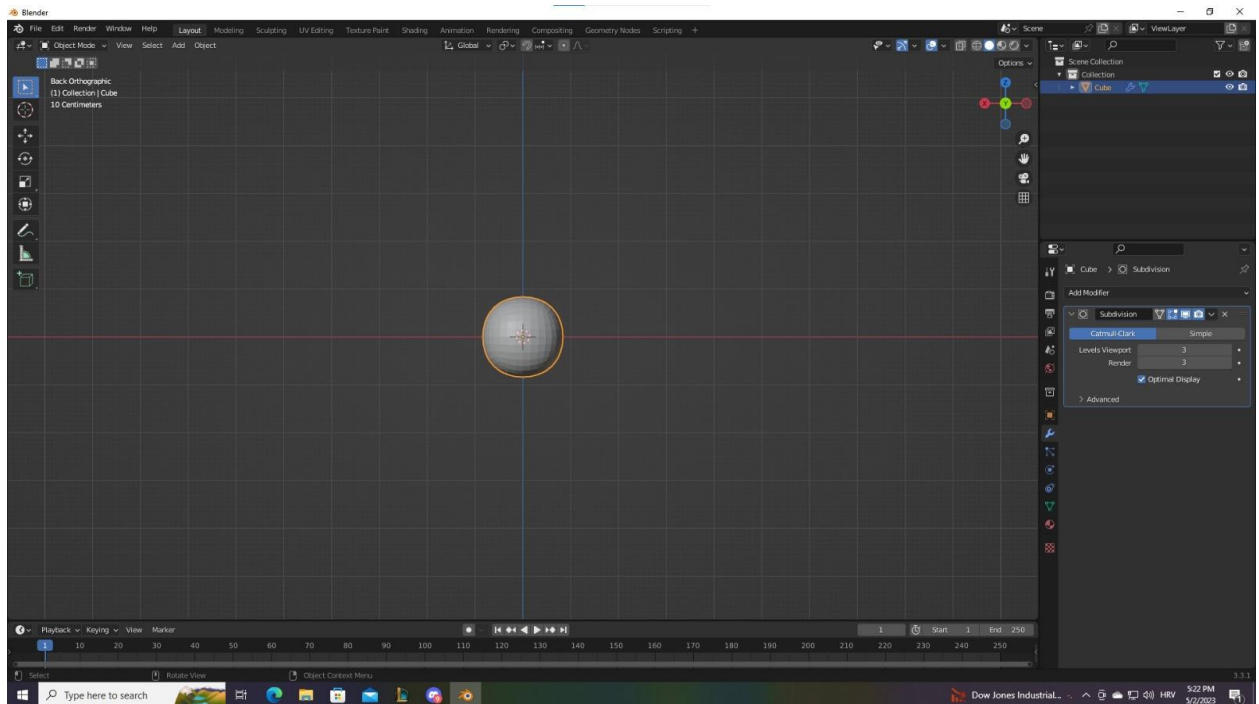 Blender
File Edit Render Window Help Layout Modeling Sculpting UV Editing Texture Paint Shading Animation Rendering Compositing Geometry Nodes Scripting + Scene ViewLayer
Object Mode View Select Add Object Global
Options
Back Orthographic
(1) Collection | Cube
10 Centimeters
Z
X
Y
Scene Collection
Collection
Cube
Cube > Subdivision
Add Modifier
Subdivision
Catmull-Clark Simple
Levels Viewport 3
Render 3
Optimal Display
> Advanced
Playback Keying View Marker 1 Start 1 End 250
1 10 20 30 40 50 60 70 80 90 100 110 120 130 140 150 160 170 180 190 200 210 220 230 240 250
Select Rotate View Object Context Menu 3.3.1
Type here to search Dow Jones Industrial... HRV 5:22 PM
5/2/2023